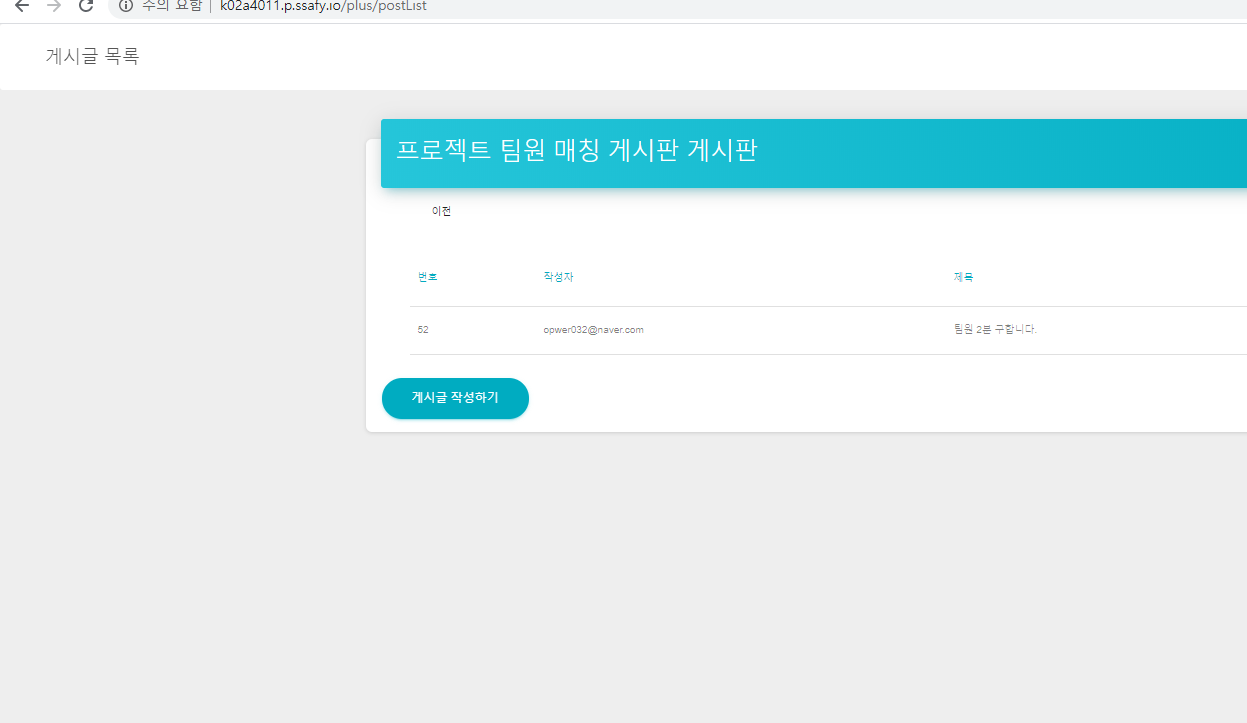 주의 요함 | k02a4011.p.ssafy.io/plus/postList
게시글 목록
프로젝트 팀원 매칭 게시판 게시판
이전
번호 작성자 제목
52 opwer032@naver.com 팀원 2분 구합니다.
게시글 작성하기